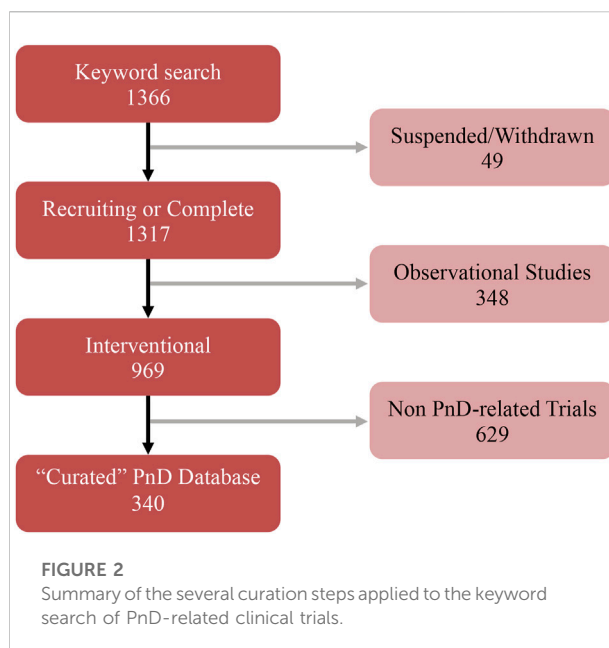 Keyword search
1366
Suspended/Withdrawn
49
Recruiting or Complete
1317
Observational Studies
348
Interventional
969
Non PnD-related Trials
629
“Curated” PnD Database
340
FIGURE 2
Summary of the several curation steps applied to the keyword
search of PnD-related clinical trials.